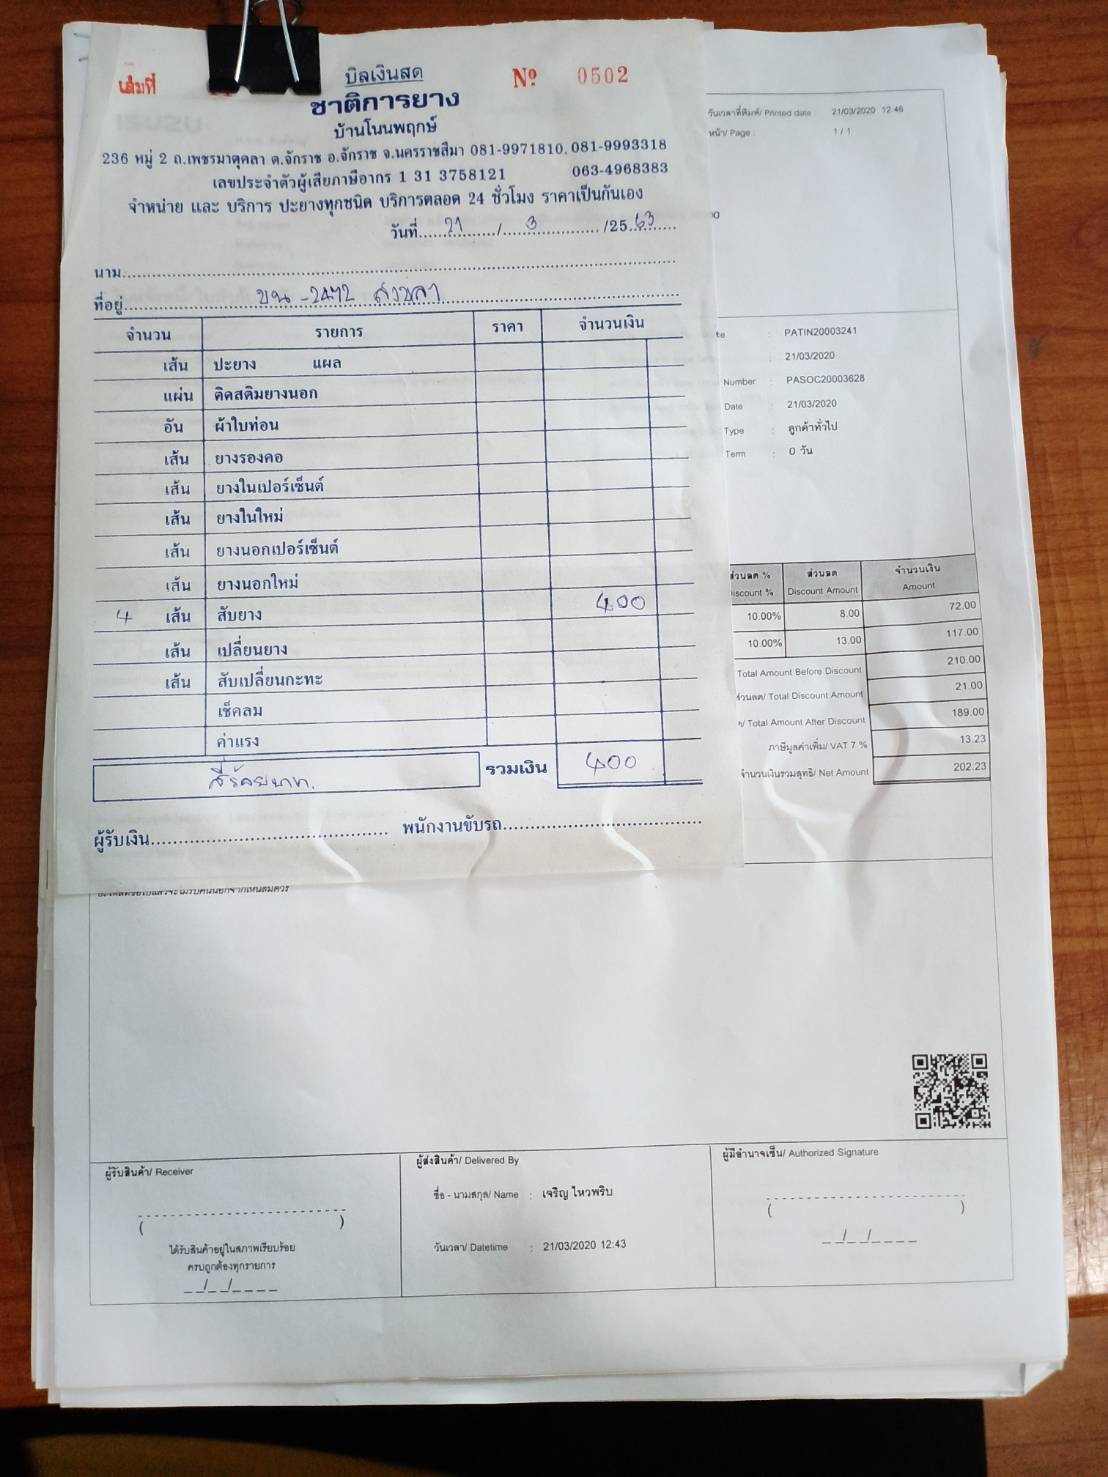 เล่มที่
บิลเงินสด
Nº 0502
ชาติการยาง
บ้านโนนพฤกษ์
236 หมู่ 2 ถ.เพชรมาตุคลา ต.จักราช อ.จักราช จ.นครราชสีมา 081-9971810, 081-9993318
เลขประจำตัวผู้เสียภาษีอากร 1 31 3758121 063-4968383
จำหน่าย และ บริการ ปะยางทุกชนิด บริการตลอด 24 ชั่วโมง ราคาเป็นกันเอง
วันที่ 21 / 3 /25 63
นาม
ที่อยู่ 2472 สงขลา
จำนวน รายการ ราคา จำนวนเงิน
เส้น ปะยาง แผล
แผ่น ติดสติมยางนอก
อัน ผ้าใบท่อน
เส้น ยางรองคอ
เส้น ยางในเปอร์เซ็นต์
เส้น ยางในใหม่
เส้น ยางนอกเปอร์เซ็นต์
เส้น ยางนอกใหม่
4 เส้น สับยาง 400
เส้น เปลี่ยนยาง
เส้น สับเปลี่ยนกะทะ
เช็คลม
ค่าแรง
สี่ร้อยบาท. รวมเงิน 400
ผู้รับเงิน พนักงานขับรถ
วันเวลาที่พิมพ์/ Printed date : 21/03/2020 12:46
หน้า/ Page : 1 / 1
: PATIN20003241
: 21/03/2020
Number : PASOC20003628
Date : 21/03/2020
Type : ลูกค้าทั่วไป
Term : 0 วัน
ส่วนลด % ส่วนลด จำนวนเงิน
Discount % Discount Amount Amount
10.00% 8.00 72.00
10.00% 13.00 117.00
Total Amount Before Discount 210.00
ส่วนลด/ Total Discount Amount 21.00
/ Total Amount After Discount 189.00
ภาษีมูลค่าเพิ่ม/ VAT 7 % 13.23
จำนวนเงินรวมสุทธิ/ Net Amount 202.23
ผู้รับสินค้า/ Receiver
( )
ได้รับสินค้าอยู่ในสภาพเรียบร้อย
ครบถูกต้องทุกรายการ
_ _/_ _/_ _ _ _
ผู้ส่งสินค้า/ Delivered By
ชื่อ - นามสกุล/ Name : เจริญ ไหวพริบ
วันเวลา/ Datetime : 21/03/2020 12:43
ผู้มีอำนาจเซ็น/ Authorized Signature
( )
_ _/_ _/_ _ _ _